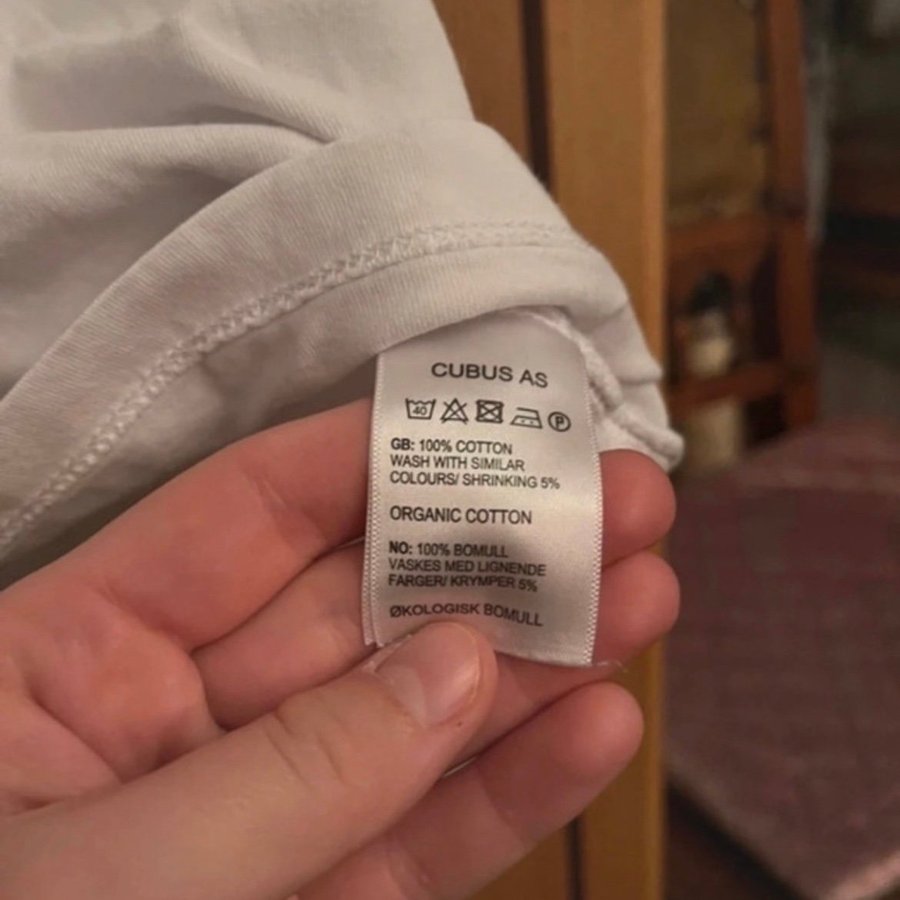 CUBUS AS
40 P
GB: 100% COTTON
WASH WITH SIMILAR
COLOURS/ SHRINKING 5%
ORGANIC COTTON
NO: 100% BOMULL
VASKES MED LIGNENDE
FARGER/ KRYMPER 5%
ØKOLOGISK BOMULL